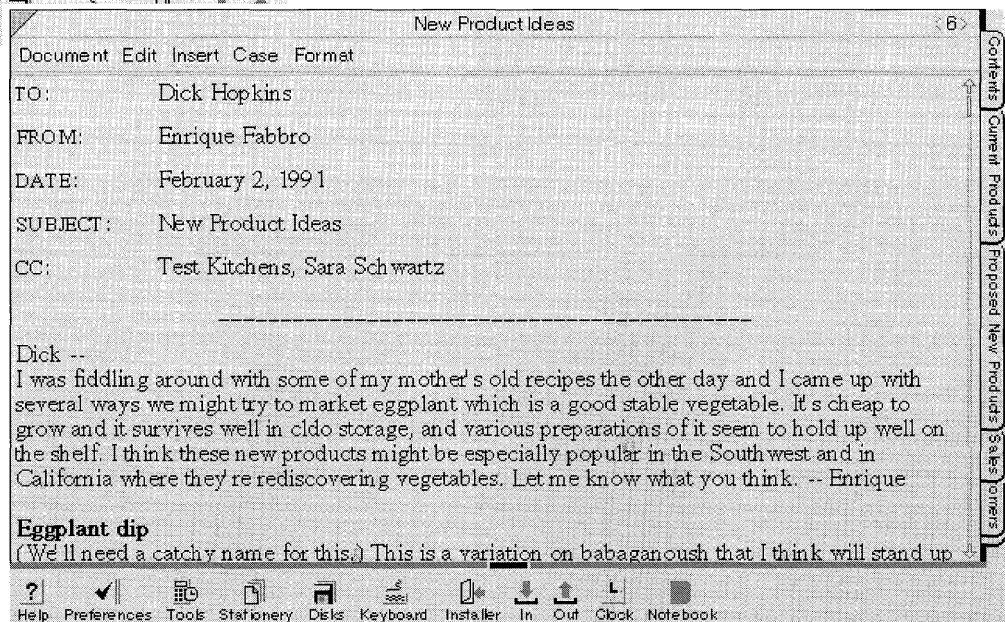 New Product Ideas <6>
Document Edit Insert Case Format
TO: Dick Hopkins
FROM: Enrique Fabbro
DATE: February 2, 1991
SUBJECT: New Product Ideas
CC: Test Kitchens, Sara Schwartz
Dick --
I was fiddling around with some of my mother's old recipes the other day and I came up with
several ways we might try to market eggplant which is a good stable vegetable. It's cheap to
grow and it survives well in cldo storage, and various preparations of it seem to hold up well on
the shelf. I think these new products might be especially popular in the Southwest and in
California where they're rediscovering vegetables. Let me know what you think. -- Enrique
Eggplant dip
(We'll need a catchy name for this.) This is a variation on babaganoush that I think will stand up
Contents
Current Products
Proposed New Products
Sales
omers
Help Preferences Tools Stationery Disks Keyboard Installer In Out Clock Notebook